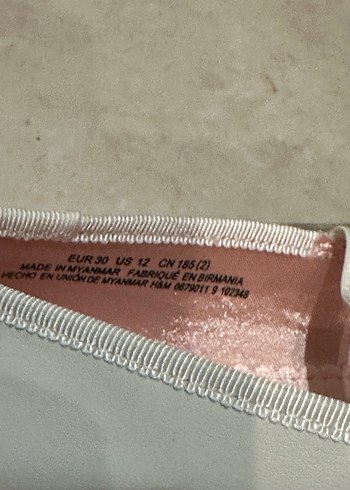 EUR 30 US 12 CN 185(2)
MADE IN MYANMAR FABRIQUÉ EN BIRMANIA
HECHO EN UNIÓN DE MYANMAR H&M 0679011 9 102348